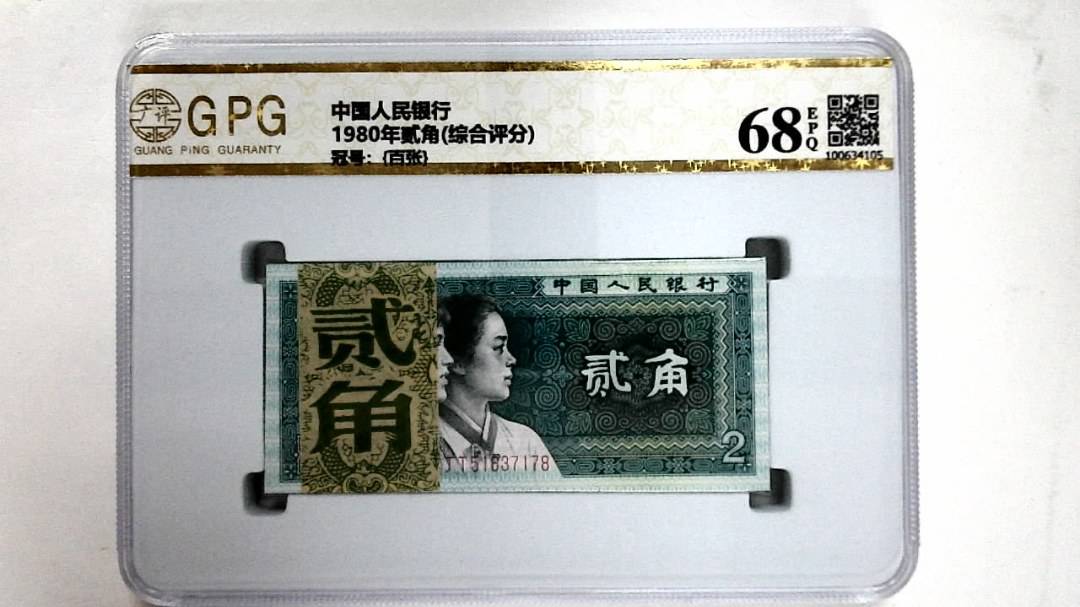 广评
GPG
GUANG PING GUARANTY
中国人民银行
1980年贰角(综合评分)
冠号：{百张}
68
EPQ
100634105
贰角
中国人民银行
贰角
JT51637178
2